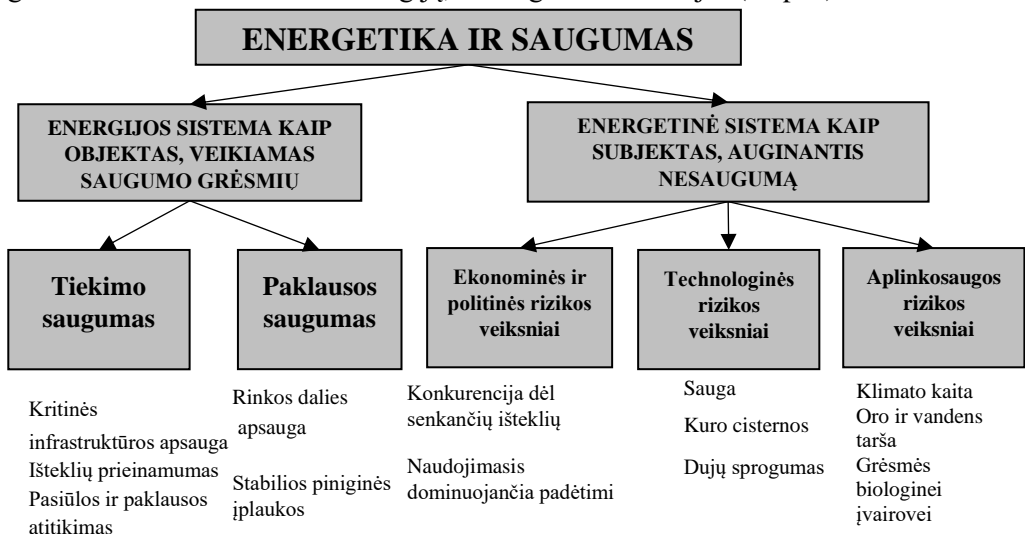 ENERGETIKA IR SAUGUMAS
ENERGIJOS SISTEMA KAIP
OBJEKTAS, VEIKIAMAS
SAUGUMO GRĖSMIŲ
ENERGETINĖ SISTEMA KAIP
SUBJEKTAS, AUGINANTIS
NESAUGUMĄ
Tiekimo
saugumas
Paklausos
saugumas
Ekonominės ir
politinės rizikos
veiksniai
Technologinės
rizikos
veiksniai
Aplinkosaugos
rizikos
veiksniai
Kritinės
infrastruktūros apsauga
Išteklių prieinamumas
Pasiūlos ir paklausos
atitikimas
Rinkos dalies
apsauga
Stabilios piniginės
įplaukos
Konkurencija dėl
senkančių išteklių
Naudojimasis
dominuojančia padėtimi
Sauga
Kuro cisternos
Dujų sprogumas
Klimato kaita
Oro ir vandens
tarša
Grėsmės
biologinei
įvairovei